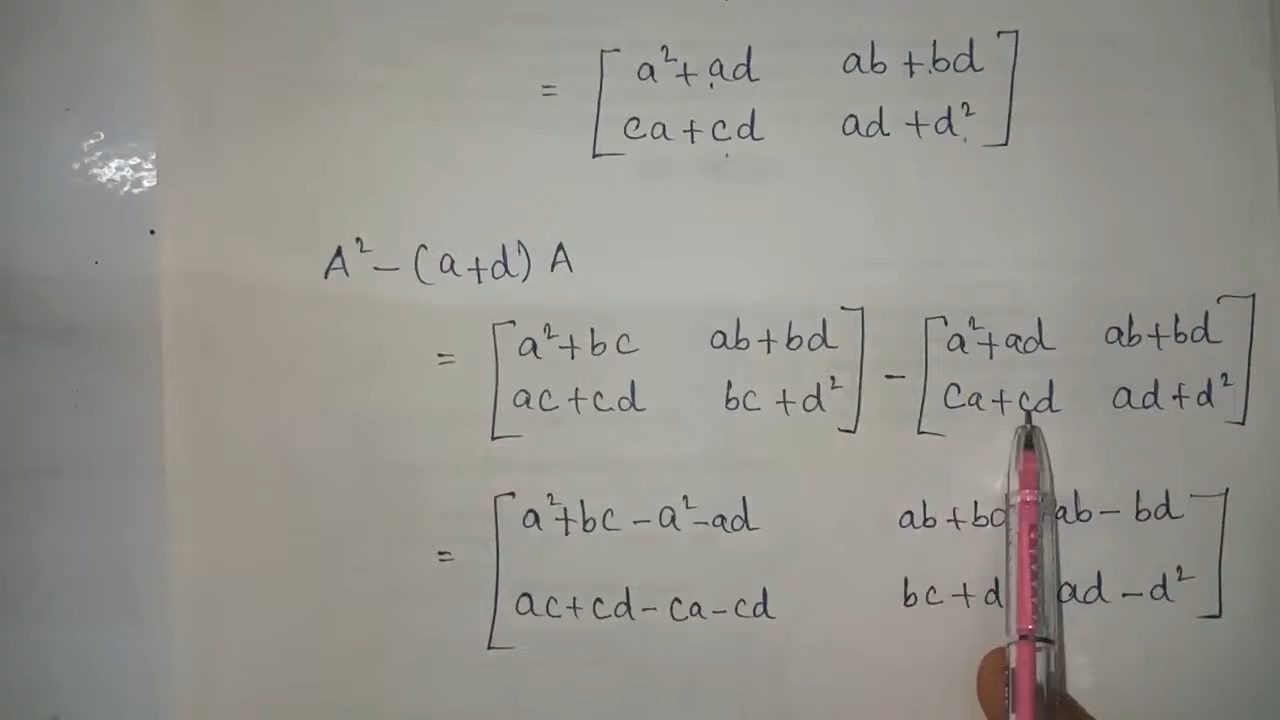 = [ a²+ad ab+bd
ca+cd ad+d² ]
A² - (a+d) A
= [ a²+bc ab+bd
ac+cd bc+d² ] - [ a²+ad ab+bd
ca+cd ad+d² ]
= [ a²+bc-a²-ad ab+b ab-bd
ac+cd-ca-cd bc+d ad-d² ]